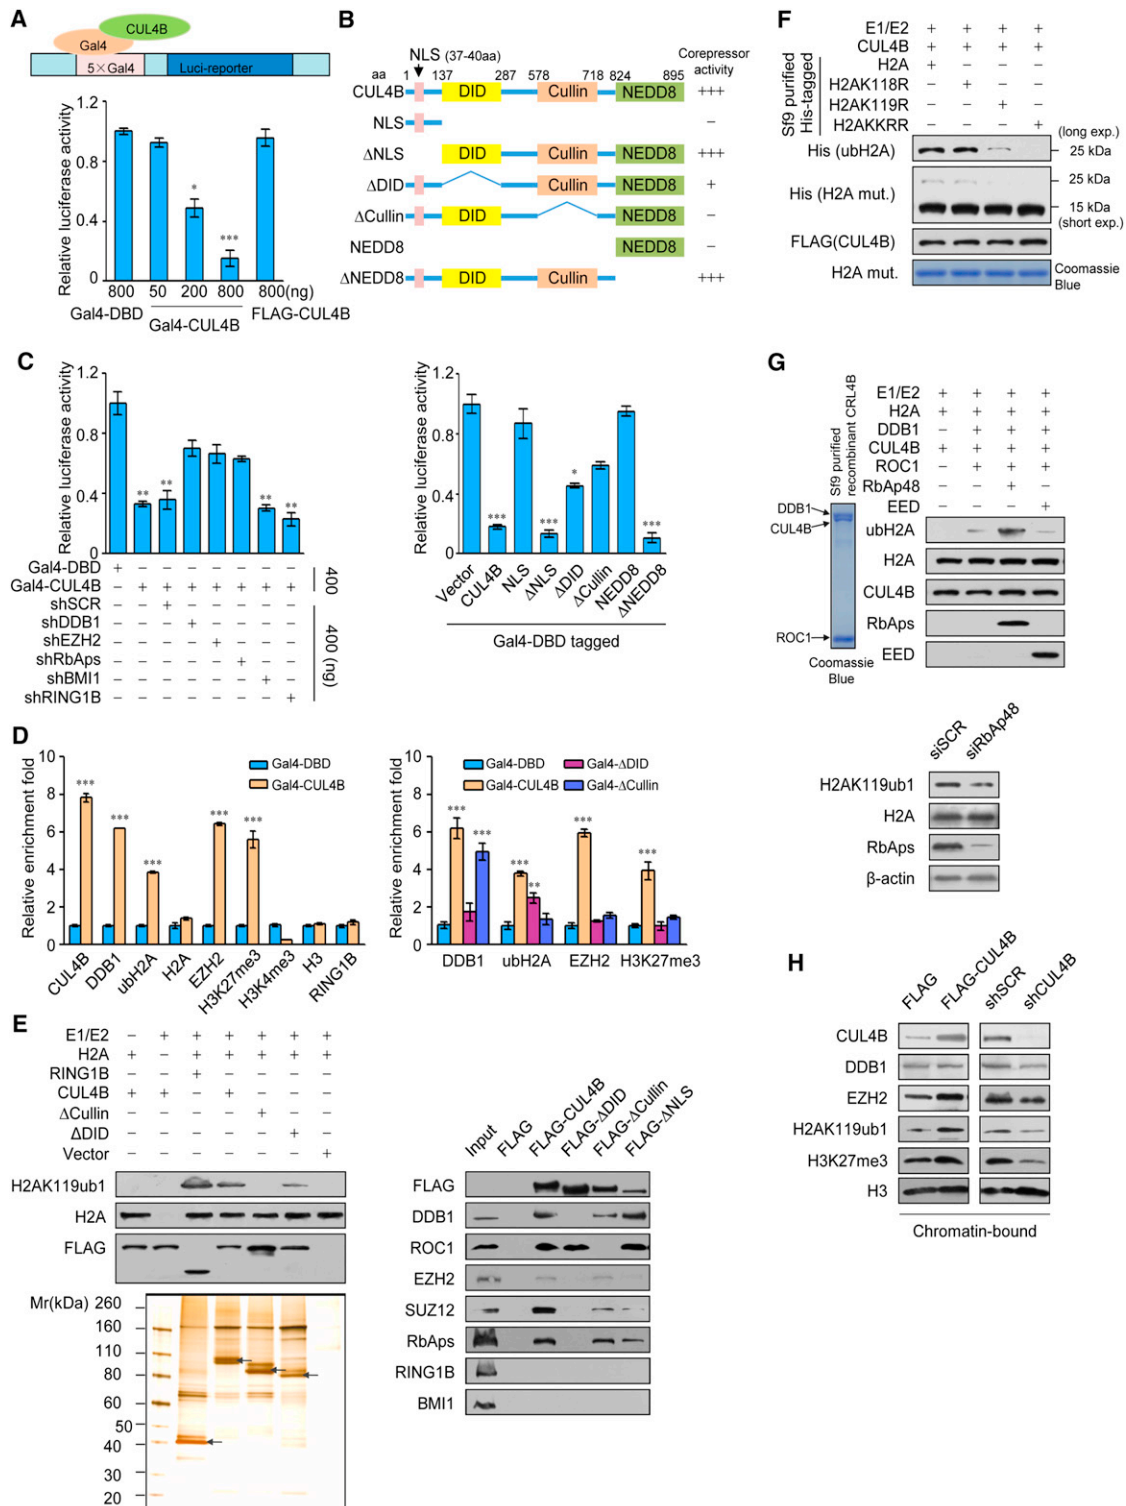 A
CUL4B
Gal4
5×Gal4
Luci-reporter
Relative luciferase activity
1.2
0.8
0.4
0
*
***
800 50 200 800 800(ng)
Gal4-DBD
Gal4-CUL4B
FLAG-CUL4B
B
NLS (37-40aa)
Corepressor activity
aa 1 137 287 578 718 824 895
CUL4B DID Cullin NEDD8 +++
NLS −
ΔNLS DID Cullin NEDD8 +++
ΔDID Cullin NEDD8 +
ΔCullin DID NEDD8 −
NEDD8 NEDD8 −
ΔNEDD8 DID Cullin +++
C
Relative luciferase activity
1.2
0.8
0.4
0
** ** ** **
Gal4-DBD + − − − − − − −
Gal4-CUL4B − + + + + + + +
shSCR − − + − − − − −
shDDB1 − − − + − − − −
shEZH2 − − − − + − − −
shRbAps − − − − − + − −
shBMI1 − − − − − − + −
shRING1B − − − − − − − +
400
400 (ng)
Relative luciferase activity
1.2
0.8
0.4
0
*** *** * ***
Vector CUL4B NLS ΔNLS ΔDID ΔCullin NEDD8 ΔNEDD8
Gal4-DBD tagged
D
Relative enrichment fold
10
8
6
4
2
0
Gal4-DBD
Gal4-CUL4B
*** *** *** *** ***
CUL4B DDB1 ubH2A H2A EZH2 H3K27me3 H3K4me3 H3 RING1B
Relative enrichment fold
10
8
6
4
2
0
Gal4-DBD Gal4-ΔDID
Gal4-CUL4B Gal4-ΔCullin
*** *** *** ** *** ***
DDB1 ubH2A EZH2 H3K27me3
E
E1/E2 − + + + + + +
H2A + − + + + + +
RING1B − − + − − − −
CUL4B + + − + − − −
ΔCullin − − − − + − −
ΔDID − − − − − + −
Vector − − − − − − +
H2AK119ub1
H2A
FLAG
Mr(kDa)
260
160
110
80
60
50
40
30
20
Input FLAG FLAG-CUL4B FLAG-ΔDID FLAG-ΔCullin FLAG-ΔNLS
FLAG
DDB1
ROC1
EZH2
SUZ12
RbAps
RING1B
BMI1
F
Sf9 purified
His-tagged
E1/E2 + + + +
CUL4B + + + +
H2A + − − −
H2AK118R − + − −
H2AK119R − − + −
H2AKKRR − − − +
(long exp.)
His (ubH2A) 25 kDa
25 kDa
His (H2A mut.)
15 kDa
(short exp.)
FLAG(CUL4B)
H2A mut.
Coomassie Blue
G
Sf9 purified
recombinant CRL4B
DDB1
CUL4B
ROC1
Coomassie
Blue
E1/E2 + + + +
H2A + + + +
DDB1 − + + +
CUL4B + + + +
ROC1 − + + +
RbAp48 − − + −
EED − − − +
ubH2A
H2A
CUL4B
RbAps
EED
siSCR siRbAp48
H2AK119ub1
H2A
RbAps
β-actin
H
FLAG FLAG-CUL4B shSCR shCUL4B
CUL4B
DDB1
EZH2
H2AK119ub1
H3K27me3
H3
Chromatin-bound